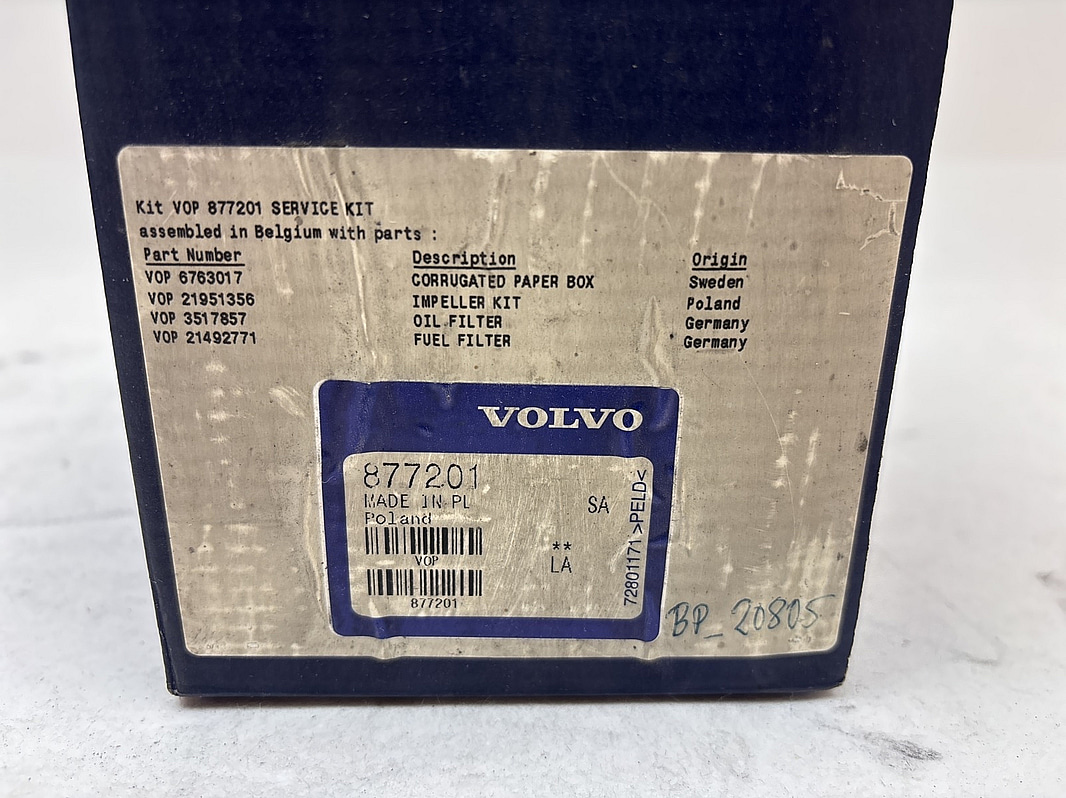 Kit VOP 877201 SERVICE KIT
assembled in Belgium with parts :
Part Number Description Origin
VOP 6763017 CORRUGATED PAPER BOX Sweden
VOP 21951356 IMPELLER KIT Poland
VOP 3517857 OIL FILTER Germany
VOP 21492771 FUEL FILTER Germany
VOLVO
877201
MADE IN PL SA
Poland
**
VOP LA
877201
72801171 >PELD<
BP_20805